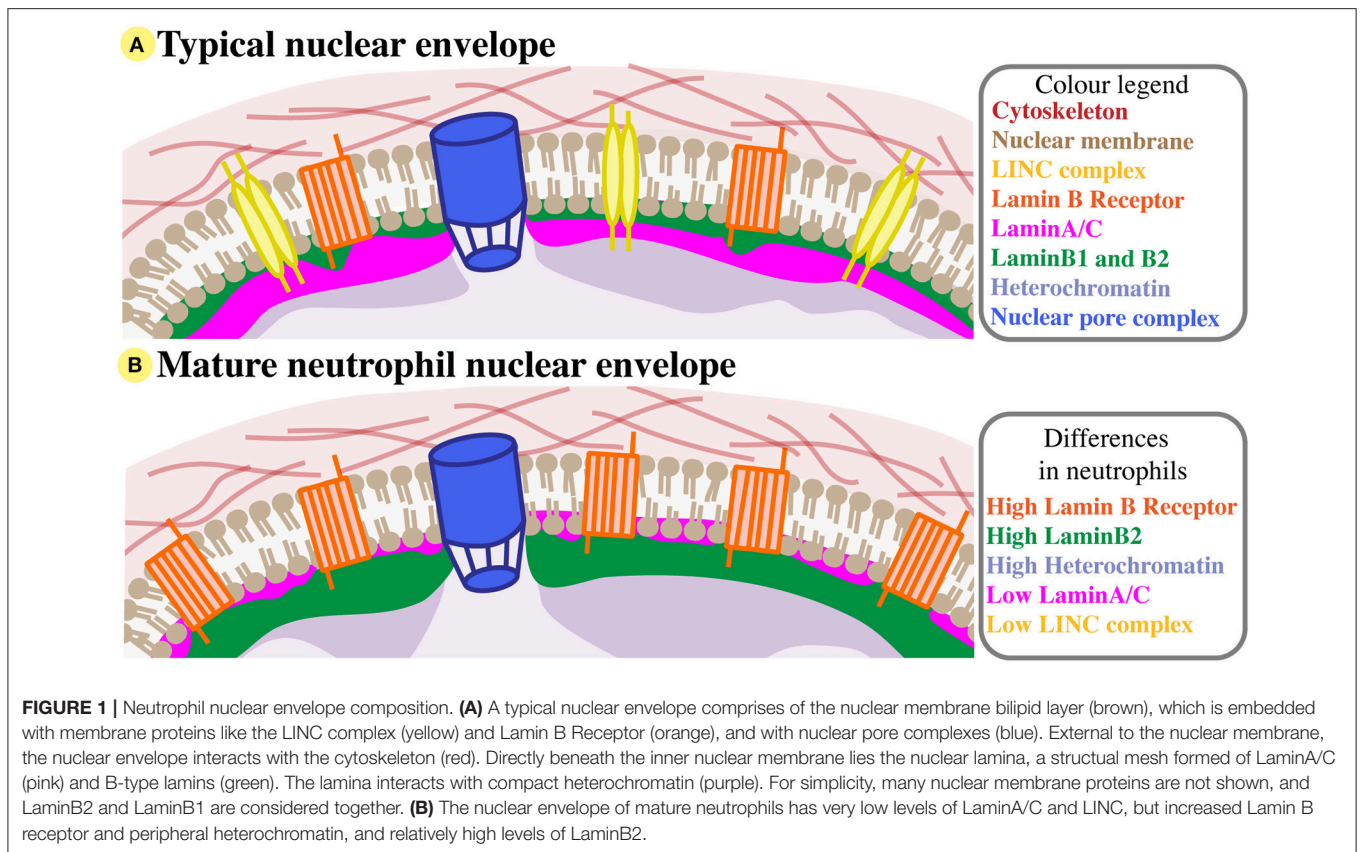 A Typical nuclear envelope
Colour legend
Cytoskeleton
Nuclear membrane
LINC complex
Lamin B Receptor
LaminA/C
LaminB1 and B2
Heterochromatin
Nuclear pore complex
B Mature neutrophil nuclear envelope
Differences
in neutrophils
High Lamin B Receptor
High LaminB2
High Heterochromatin
Low LaminA/C
Low LINC complex
FIGURE 1 | Neutrophil nuclear envelope composition. (A) A typical nuclear envelope comprises of the nuclear membrane bilipid layer (brown), which is embedded
with membrane proteins like the LINC complex (yellow) and Lamin B Receptor (orange), and with nuclear pore complexes (blue). External to the nuclear membrane,
the nuclear envelope interacts with the cytoskeleton (red). Directly beneath the inner nuclear membrane lies the nuclear lamina, a structual mesh formed of LaminA/C
(pink) and B-type lamins (green). The lamina interacts with compact heterochromatin (purple). For simplicity, many nuclear membrane proteins are not shown, and
LaminB2 and LaminB1 are considered together. (B) The nuclear envelope of mature neutrophils has very low levels of LaminA/C and LINC, but increased Lamin B
receptor and peripheral heterochromatin, and relatively high levels of LaminB2.